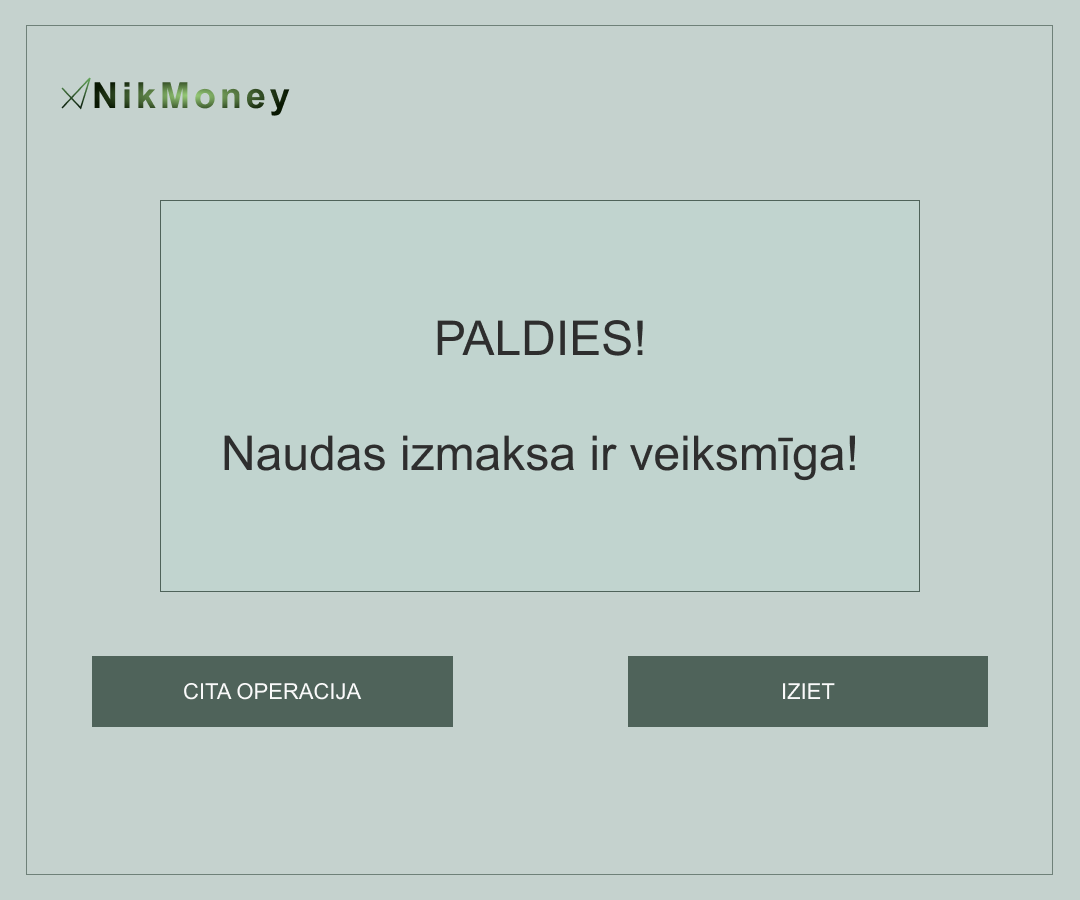 NikMoney
PALDIES!
Naudas izmaksa ir veiksmīga!
CITA OPERACIJA
IZIET